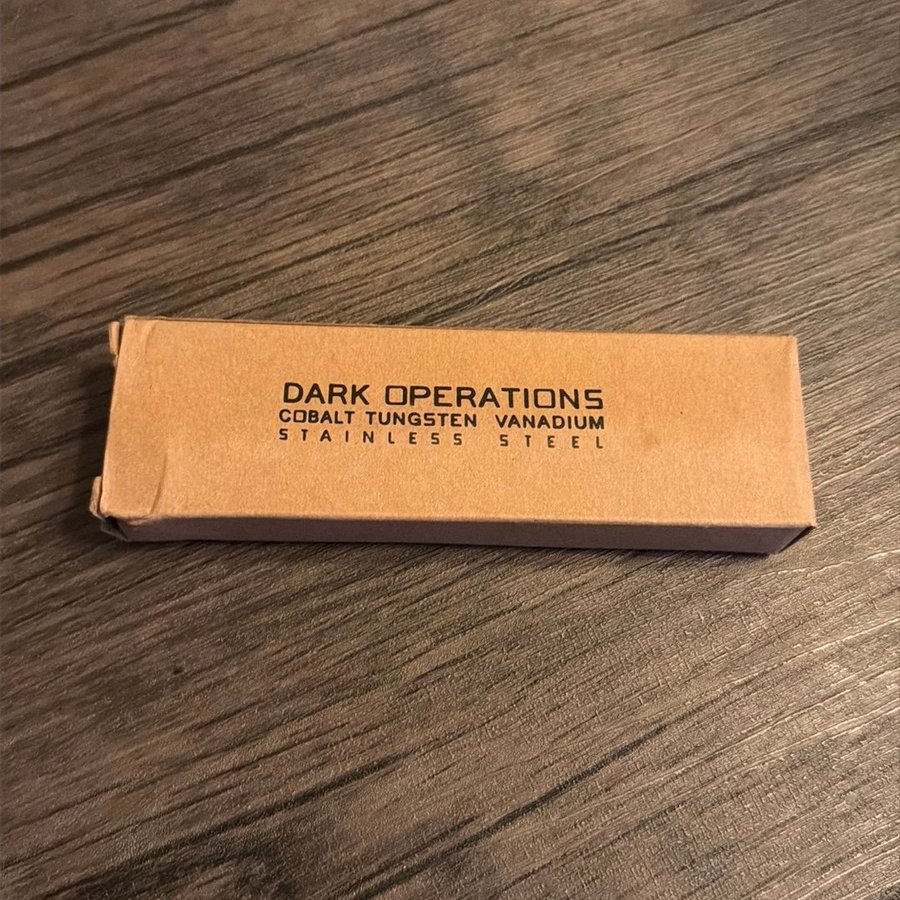 DARK OPERATIONS
COBALT TUNGSTEN VANADIUM
STAINLESS STEEL